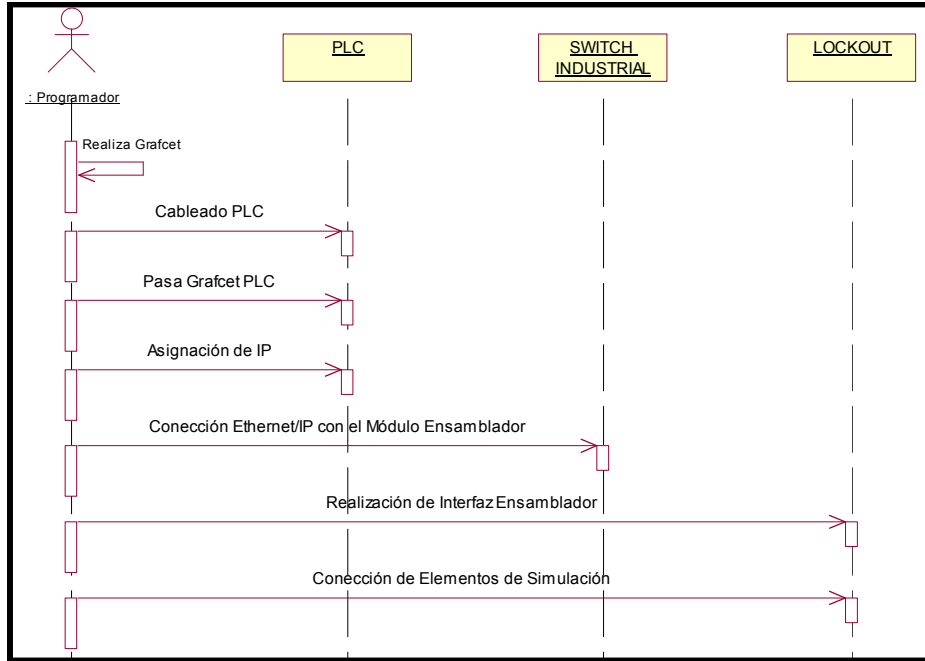 PLC
SWITCH
INDUSTRIAL
LOCKOUT
: Programador
Realiza Grafcet
Cableado PLC
Pasa Grafcet PLC
Asignación de IP
Conección Ethernet/IP con el Módulo Ensamblador
Realización de Interfaz Ensamblador
Conección de Elementos de Simulación